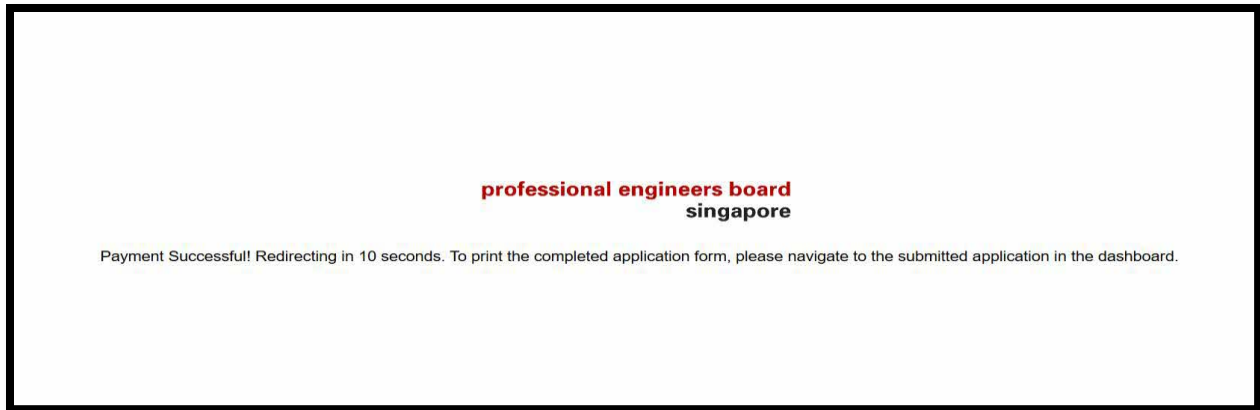 professional engineers board
singapore
Payment Successful! Redirecting in 10 seconds. To print the completed application form, please navigate to the submitted application in the dashboard.